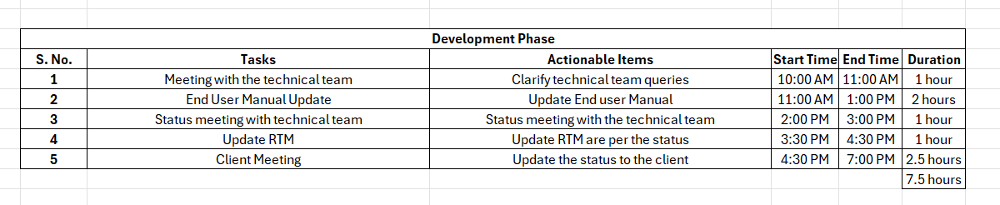 Development Phase
S. No. Tasks Actionable Items Start Time End Time Duration
1 Meeting with the technical team Clarify technical team queries 10:00 AM 11:00 AM 1 hour
2 End User Manual Update Update End user Manual 11:00 AM 1:00 PM 2 hours
3 Status meeting with technical team Status meeting with the technical team 2:00 PM 3:00 PM 1 hour
4 Update RTM Update RTM are per the status 3:30 PM 4:30 PM 1 hour
5 Client Meeting Update the status to the client 4:30 PM 7:00 PM 2.5 hours
7.5 hours